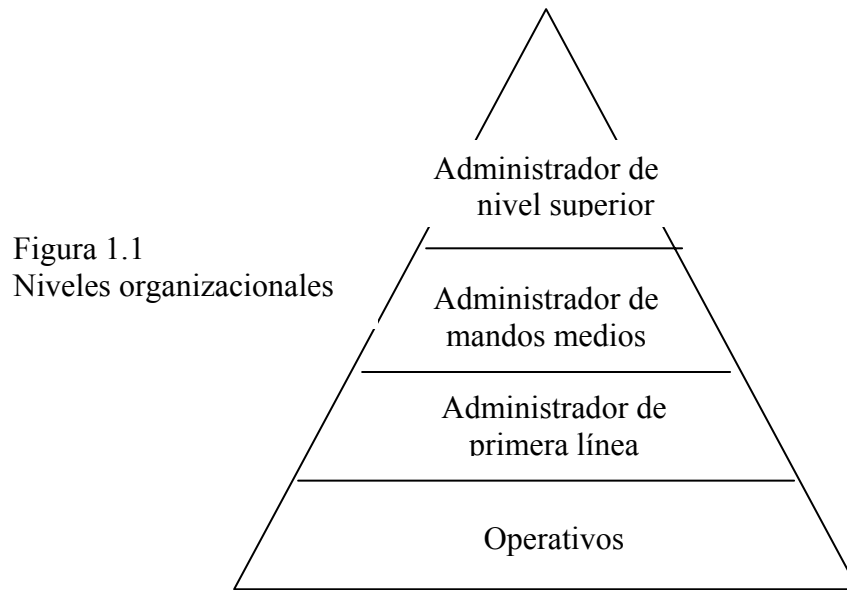 Figura 1.1
Niveles organizacionales
Administrador de
nivel superior
Administrador de
mandos medios
Administrador de
primera línea
Operativos